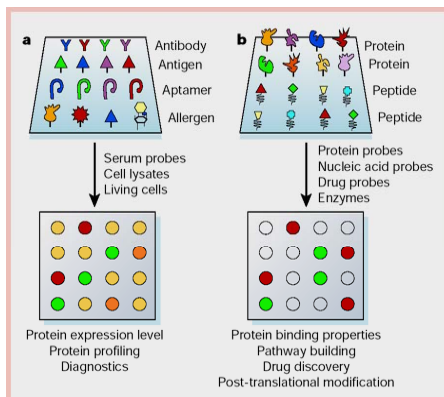 a
Antibody
Antigen
Aptamer
Allergen
Serum probes
Cell lysates
Living cells
Protein expression level
Protein profiling
Diagnostics
b
Protein
Protein
Peptide
Peptide
Protein probes
Nucleic acid probes
Drug probes
Enzymes
Protein binding properties
Pathway building
Drug discovery
Post-translational modification